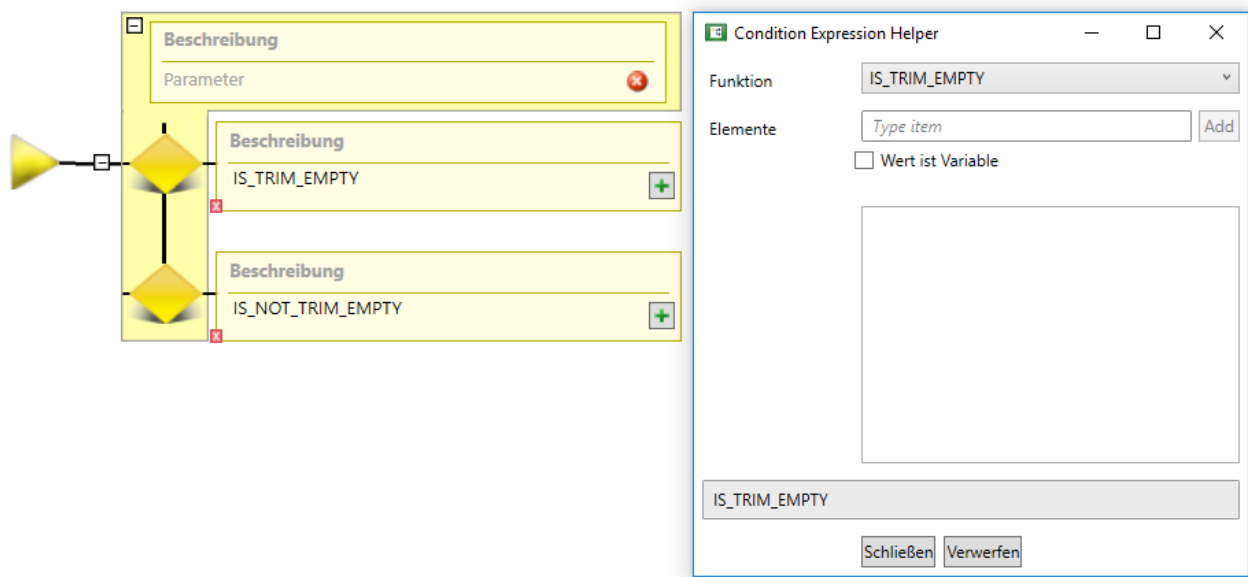 Beschreibung
Parameter
Beschreibung
IS_TRIM_EMPTY
Beschreibung
IS_NOT_TRIM_EMPTY
Condition Expression Helper
Funktion
IS_TRIM_EMPTY
Elemente
Type item
Add
Wert ist Variable
IS_TRIM_EMPTY
Schließen
Verwerfen